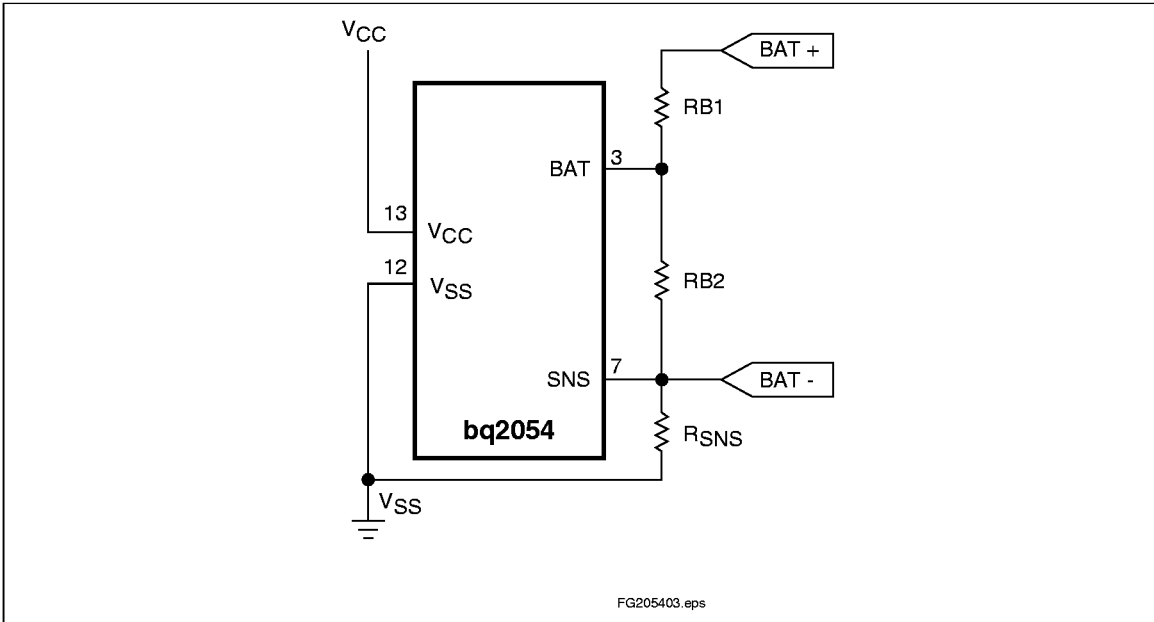 VCC
BAT +
RB1
BAT
3
13
VCC
12
VSS
RB2
7
SNS
BAT -
bq2054
RSNS
VSS
FG205403.eps